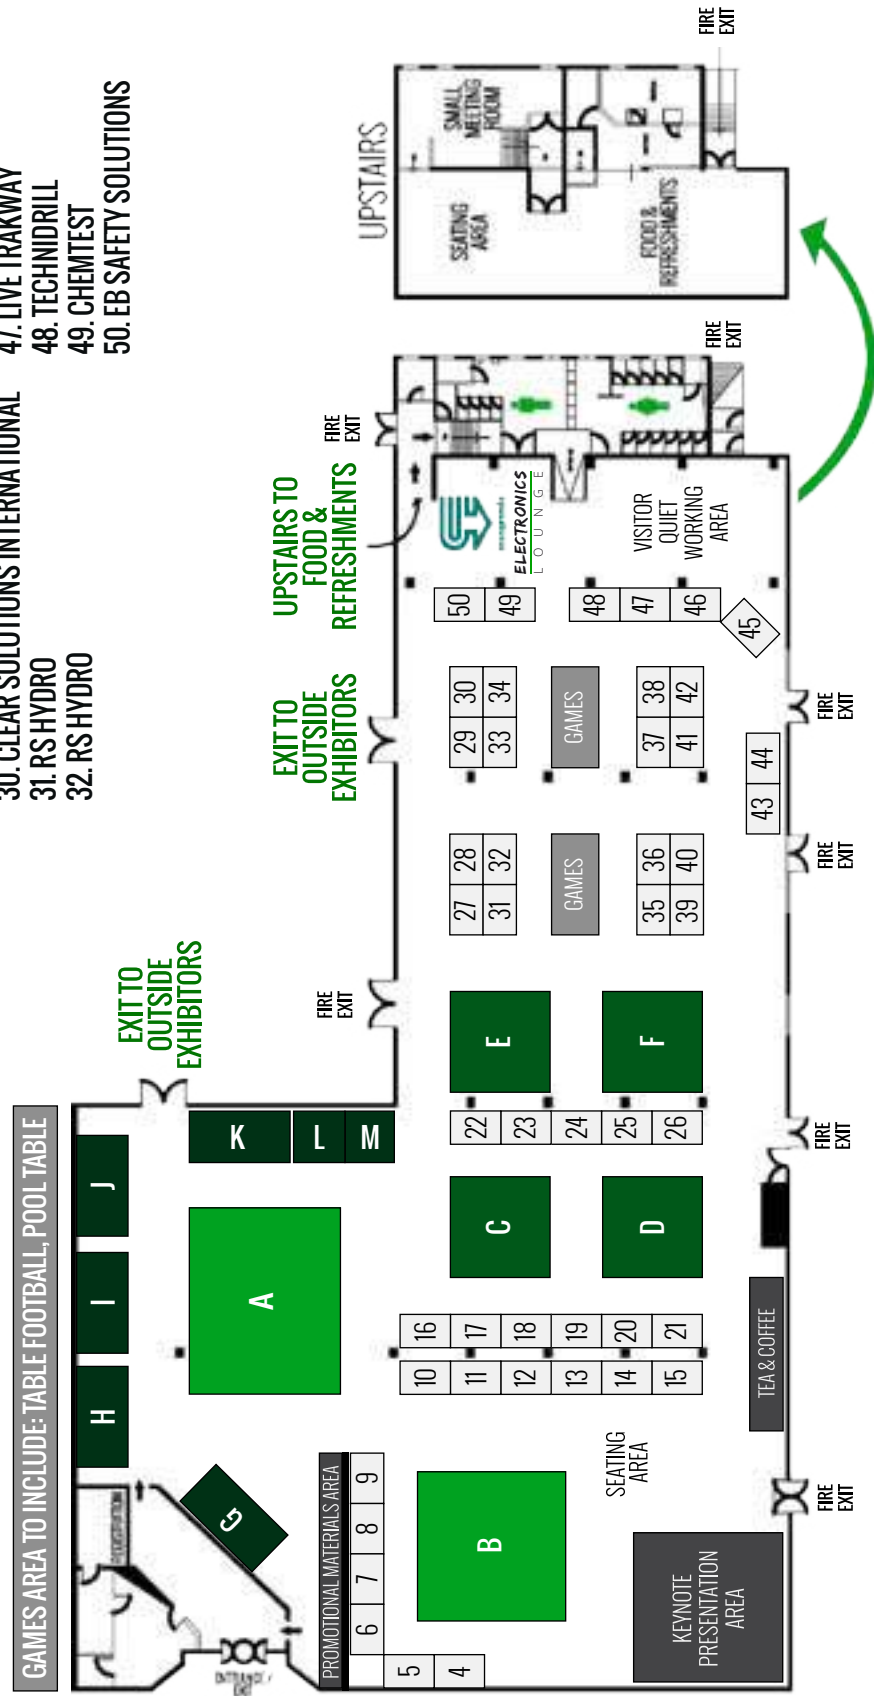 GAMES AREA TO INCLUDE: TABLE FOOTBALL, POOL TABLE
30. CLEAR SOLUTIONS INTERNATIONAL
31. RS HYDRO
32. RS HYDRO
47. LIVE TRAKWAY
48. TECHNIDRILL
49. CHEMTEST
50. EB SAFETY SOLUTIONS
H
I
J
G
A
K
L
M
EXIT TO
OUTSIDE
EXHIBITORS
FIRE
EXIT
EXIT TO
OUTSIDE
EXHIBITORS
UPSTAIRS TO
FOOD &
REFRESHMENTS
FIRE
EXIT
ENTRANCE /
EXIT
PROMOTIONAL MATERIALS AREA
5
4
6
7
8
9
B
10
11
12
13
14
15
16
17
18
19
20
21
C
D
22
23
24
25
26
E
F
27
28
31
32
GAMES
35
36
39
40
29
30
33
34
GAMES
37
38
41
42
43
44
45
46
47
48
49
50
ELECTRONICS
LOUNGE
VISITOR
QUIET
WORKING
AREA
SEATING
AREA
KEYNOTE
PRESENTATION
AREA
TEA & COFFEE
FIRE
EXIT
FIRE
EXIT
FIRE
EXIT
FIRE
EXIT
FIRE
EXIT
UPSTAIRS
SEATING
AREA
SMALL
MEETING
ROOM
FOOD &
REFRESHMENTS
FIRE
EXIT